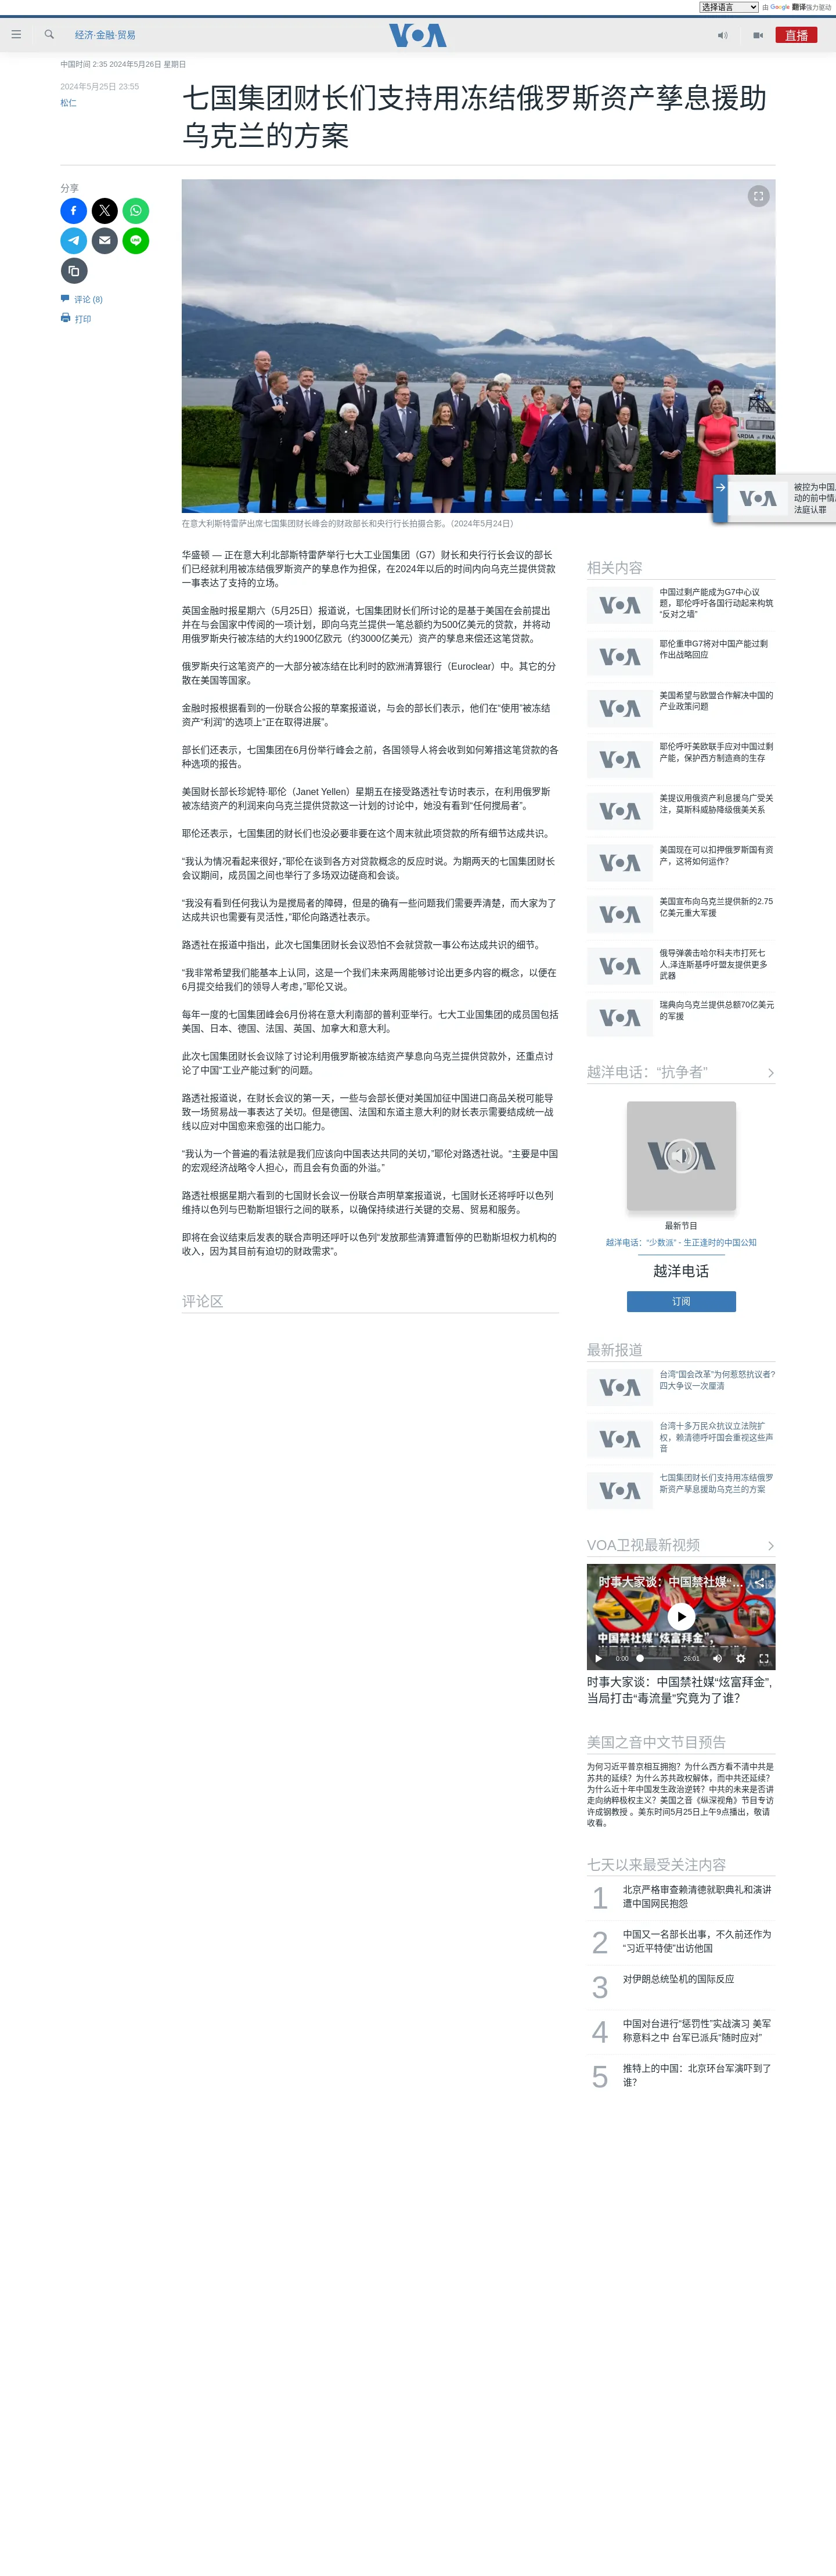 选择语言
由 Google 翻译强力驱动
经济·金融·贸易
VOA
直播
中国时间 2:35 2024年5月26日 星期日
2024年5月25日 23:55
松仁
七国集团财长们支持用冻结俄罗斯资产孳息援助
乌克兰的方案
分享
评论 (8)
打印
GUARDIA DI FINA
在意大利斯特雷萨出席七国集团财长峰会的财政部长和央行行长拍摄合影。（2024年5月24日）
VOA
法庭认罪
华盛顿 — 正在意大利北部斯特雷萨举行七大工业国集团（G7）财长和央行行长会议的部长
们已经就利用被冻结俄罗斯资产的孳息作为担保，在2024年以后的时间内向乌克兰提供贷款
一事表达了支持的立场。
英国金融时报星期六（5月25日）报道说，七国集团财长们所讨论的是基于美国在会前提出
并在与会国家中传阅的一项计划，即向乌克兰提供一笔总额约为500亿美元的贷款，并将动
用俄罗斯央行被冻结的大约1900亿欧元（约3000亿美元）资产的孳息来偿还这笔贷款。
俄罗斯央行这笔资产的一大部分被冻结在比利时的欧洲清算银行（Euroclear）中。其它的分
散在美国等国家。
金融时报根据看到的一份联合公报的草案报道说，与会的部长们表示，他们在“使用”被冻结
资产“利润”的选项上“正在取得进展”。
部长们还表示，七国集团在6月份举行峰会之前，各国领导人将会收到如何筹措这笔贷款的各
种选项的报告。
美国财长部长珍妮特·耶伦（Janet Yellen）星期五在接受路透社专访时表示，在利用俄罗斯
被冻结资产的利润来向乌克兰提供贷款这一计划的讨论中，她没有看到“任何搅局者”。
耶伦还表示，七国集团的财长们也没必要非要在这个周末就此项贷款的所有细节达成共识。
“我认为情况看起来很好，”耶伦在谈到各方对贷款概念的反应时说。为期两天的七国集团财长
会议期间，成员国之间也举行了多场双边磋商和会谈。
“我没有看到任何我认为是搅局者的障碍，但是的确有一些问题我们需要弄清楚，而大家为了
达成共识也需要有灵活性，”耶伦向路透社表示。
路透社在报道中指出，此次七国集团财长会议恐怕不会就贷款一事公布达成共识的细节。
“我非常希望我们能基本上认同，这是一个我们未来两周能够讨论出更多内容的概念，以便在
6月提交给我们的领导人考虑，”耶伦又说。
每年一度的七国集团峰会6月份将在意大利南部的普利亚举行。七大工业国集团的成员国包括
美国、日本、德国、法国、英国、加拿大和意大利。
此次七国集团财长会议除了讨论利用俄罗斯被冻结资产孳息向乌克兰提供贷款外，还重点讨
论了中国“工业产能过剩”的问题。
路透社报道说，在财长会议的第一天，一些与会部长便对美国加征中国进口商品关税可能导
致一场贸易战一事表达了关切。但是德国、法国和东道主意大利的财长表示需要结成统一战
线以应对中国愈来愈强的出口能力。
“我认为一个普遍的看法就是我们应该向中国表达共同的关切，”耶伦对路透社说。“主要是中国
的宏观经济战略令人担心，而且会有负面的外溢。”
路透社根据星期六看到的七国财长会议一份联合声明草案报道说，七国财长还将呼吁以色列
维持以色列与巴勒斯坦银行之间的联系，以确保持续进行关键的交易、贸易和服务。
即将在会议结束后发表的联合声明还呼吁以色列“发放那些清算遭暂停的巴勒斯坦权力机构的
收入，因为其目前有迫切的财政需求”。
评论区
相关内容
VOA
中国过剩产能成为G7中心议
题，耶伦呼吁各国行动起来构筑
“反对之墙”
VOA
耶伦重申G7将对中国产能过剩
作出战略回应
VOA
美国希望与欧盟合作解决中国的
产业政策问题
VOA
耶伦呼吁美欧联手应对中国过剩
产能，保护西方制造商的生存
VOA
美提议用俄资产利息援乌广受关
注，莫斯科威胁降级俄美关系
VOA
美国现在可以扣押俄罗斯国有资
产，这将如何运作？
VOA
美国宣布向乌克兰提供新的2.75
亿美元重大军援
VOA
俄导弹袭击哈尔科夫市打死七
人,泽连斯基呼吁盟友提供更多
武器
VOA
瑞典向乌克兰提供总额70亿美元
的军援
越洋电话：“抗争者”
VOA
最新节目
越洋电话：“少数派” - 生正逢时的中国公知
越洋电话
订阅
最新报道
VOA
台湾“国会改革”为何惹怒抗议者?
四大争议一次厘清
VOA
台湾十多万民众抗议立法院扩
权，赖清德呼吁国会重视这些声
音
VOA
七国集团财长们支持用冻结俄罗
斯资产孳息援助乌克兰的方案
VOA卫视最新视频
时事大家谈：中国禁社媒“…
中国禁社媒“炫富拜金”，
0:00
26:01
时事大家谈：中国禁社媒“炫富拜金”,
当局打击“毒流量”究竟为了谁？
美国之音中文节目预告
为何习近平普京相互拥抱？为什么西方看不清中共是
苏共的延续？为什么苏共政权解体，而中共还延续？
为什么近十年中国发生政治逆转？中共的未来是否讲
走向纳粹极权主义？美国之音《纵深视角》节目专访
许成钢教授 。美东时间5月25日上午9点播出，敬请
收看。
七天以来最受关注内容
1
北京严格审查赖清德就职典礼和演讲
遭中国网民抱怨
2
中国又一名部长出事，不久前还作为
“习近平特使”出访他国
3
对伊朗总统坠机的国际反应
4
中国对台进行“惩罚性”实战演习 美军
称意料之中 台军已派兵“随时应对”
5
推特上的中国：北京环台军演吓到了
谁？